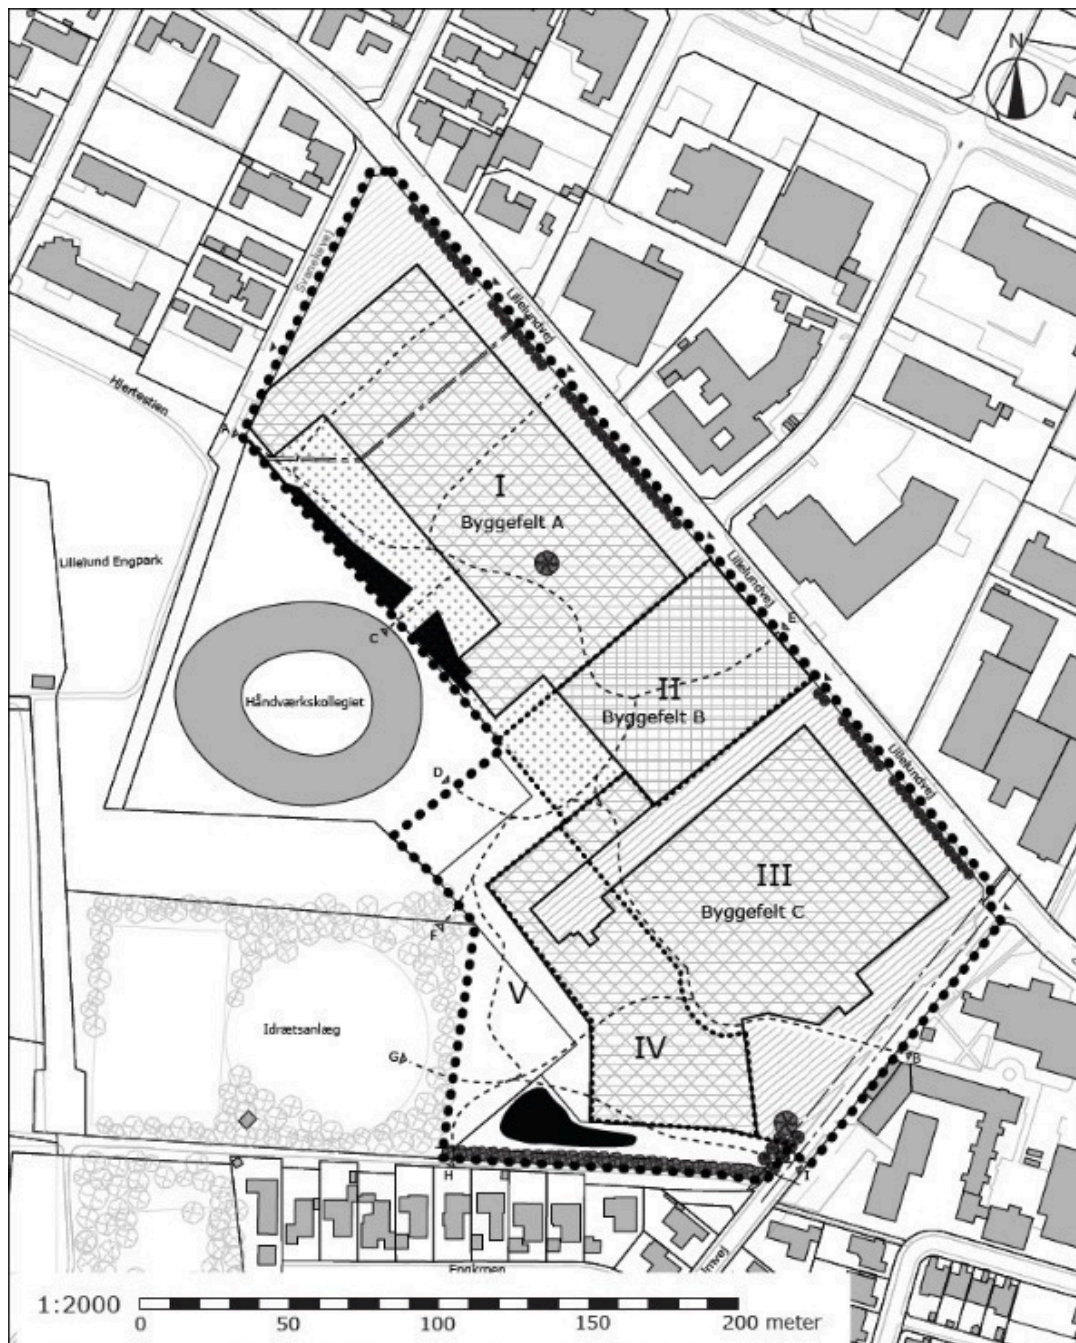 N
Svanelevej
Lillelundvej
Hjertestien
A
I
Byggefelt A
Lillelund Engpark
Lillelundvej
E
C
Håndværkskollegiet
II
Byggefelt B
Lillelundvej
D
III
Byggefelt C
F
V
Idrætsanlæg
IV
G
B
H
I
Engkrogen
1:2000
0 50 100 150 200 meter